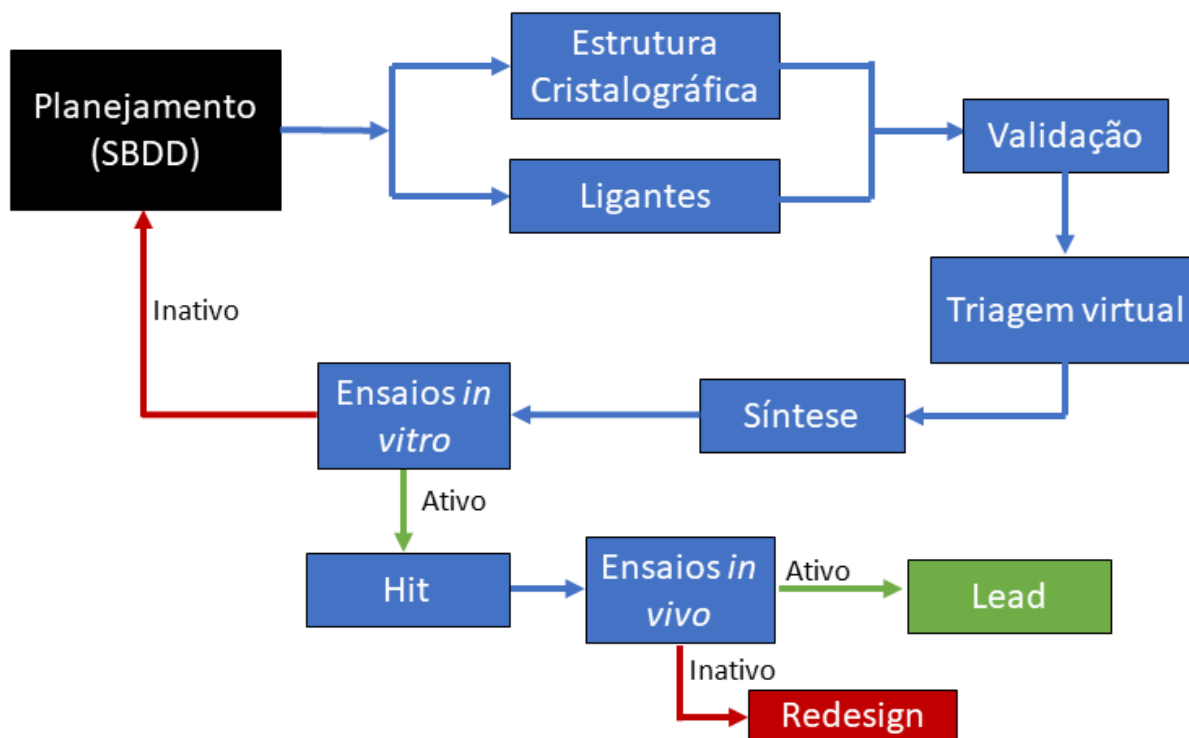 Planejamento
(SBDD)
Estrutura
Cristalográfica
Ligantes
Validação
Triagem virtual
Síntese
Ensaios in
vitro
Inativo
Ativo
Hit
Ensaios in
vivo
Ativo
Lead
Inativo
Redesign